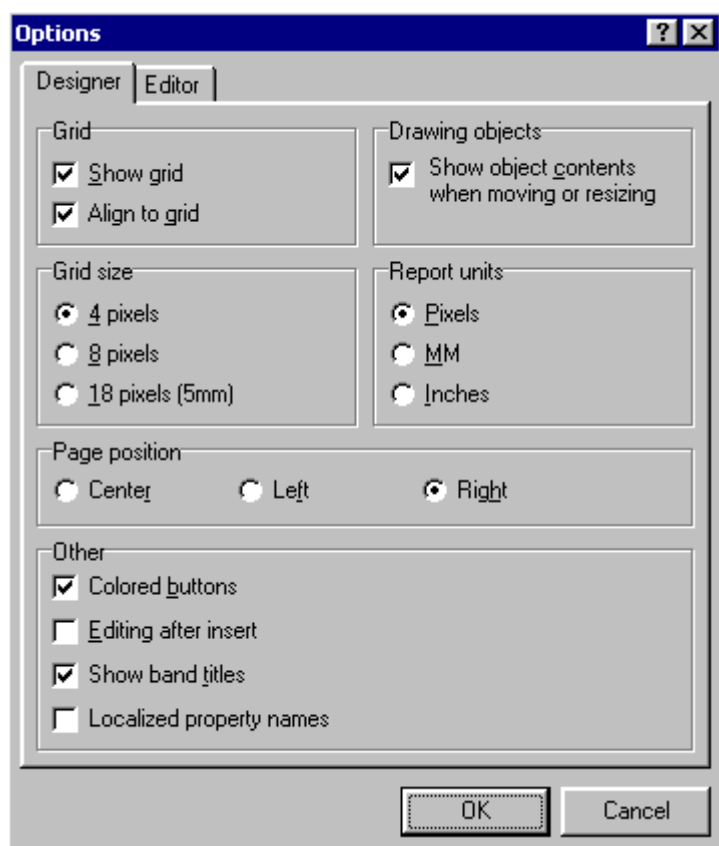 Options
Designer
Editor
Grid
Show grid
Align to grid
Drawing objects
Show object contents
when moving or resizing
Grid size
4 pixels
8 pixels
18 pixels (5mm)
Report units
Pixels
MM
Inches
Page position
Center
Left
Right
Other
Colored buttons
Editing after insert
Show band titles
Localized property names
OK
Cancel